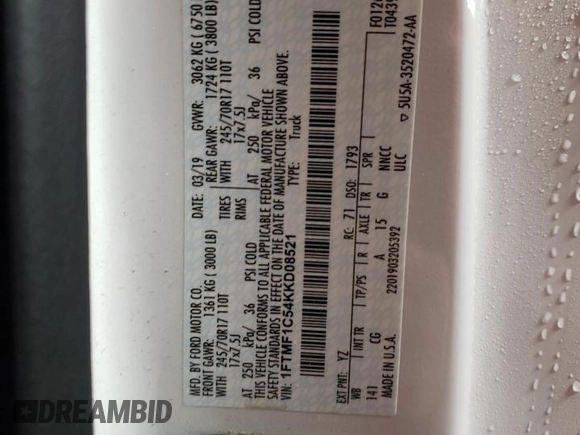 MFD. BY FORD MOTOR CO.
DATE: 03/19 GVWR: 3062 KG ( 6750
FRONT GAWR: 1361 KG ( 3000 LB)
REAR GAWR: 1724 KG ( 3800 LB)
245/70R17 110T TIRES WITH 245/70R17 110T
17x7.5J RIMS 17x7.5J
AT 250 kPa/ 36 PSI COLD AT 250 kPa/ 36 PSI COLD
THIS VEHICLE CONFORMS TO ALL APPLICABLE FEDERAL MOTOR VEHICLE
SAFETY STANDARDS IN EFFECT ON THE DATE OF MANUFACTURE SHOWN ABOVE.
VIN: 1FTMF1C54KKD08521
TYPE: Truck
F0126
T0439
EXT PNT: YZ RC: 71 DSO: 1793
WB INT TR TP/PS R AXLE TR SPR
141 CG A 15 G NNCC
ULC
2201903205392
MADE IN U.S.A.
▽ 5U5A-3520472-AA
DREAMBID